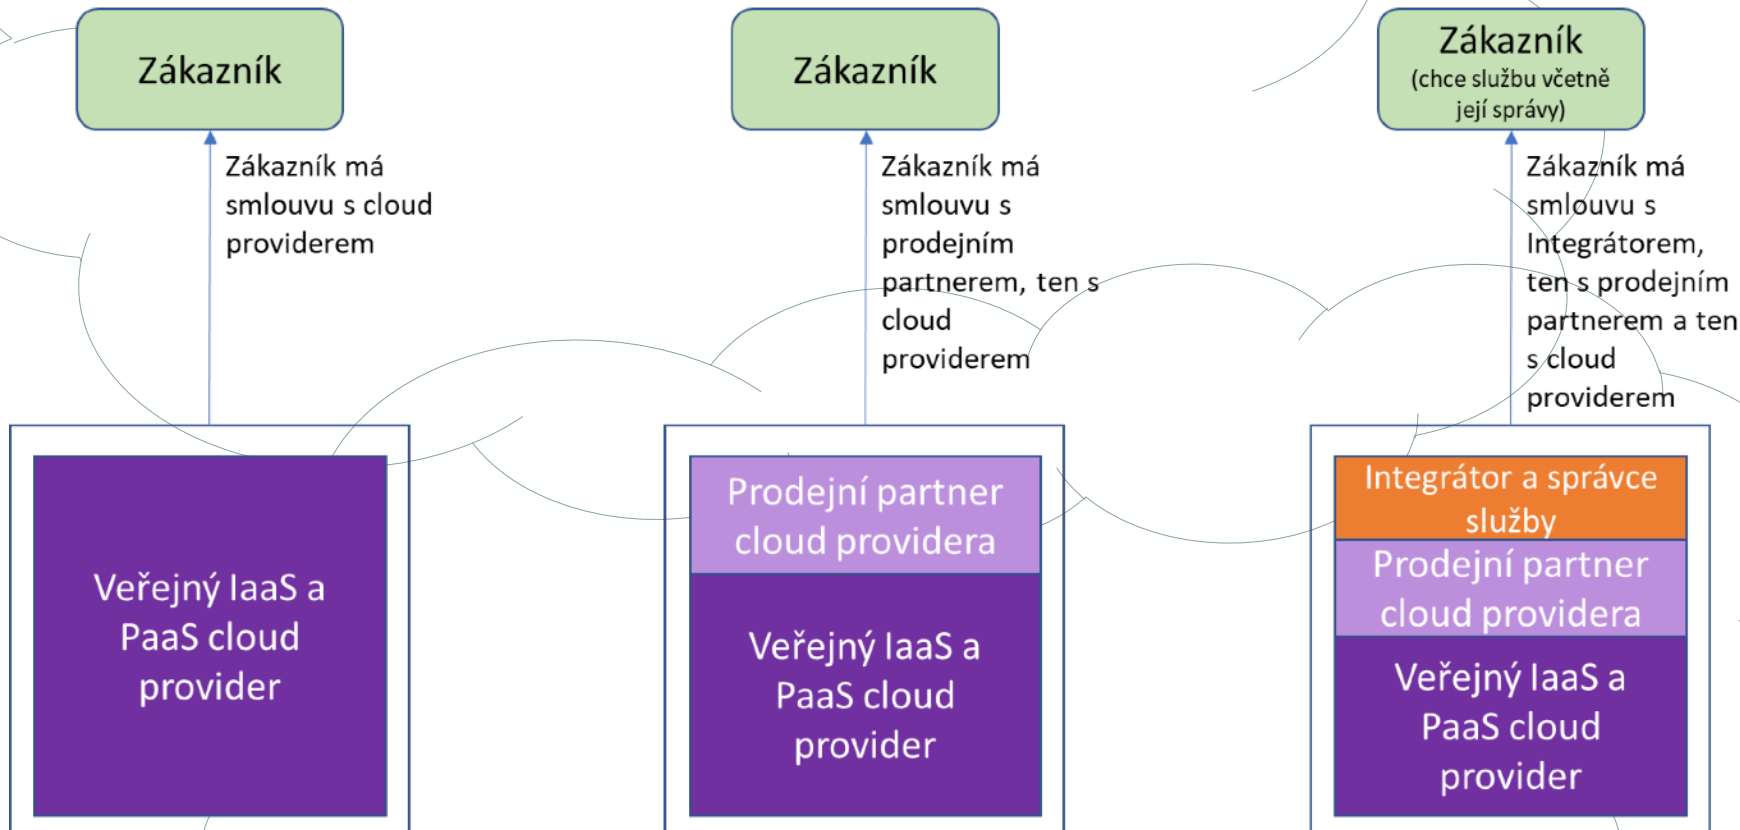 Zákazník
Zákazník má
smlouvu s cloud
providerem
Veřejný IaaS a
PaaS cloud
provider
Zákazník
Zákazník má
smlouvu s
prodejním
partnerem, ten s
cloud
providerem
Prodejní partner
cloud providera
Veřejný IaaS a
PaaS cloud
provider
Zákazník
(chce službu včetně
její správy)
Zákazník má
smlouvu s
Integrátorem,
ten s prodejním
partnerem a ten
s cloud
providerem
Integrátor a správce
služby
Prodejní partner
cloud providera
Veřejný IaaS a
PaaS cloud
provider